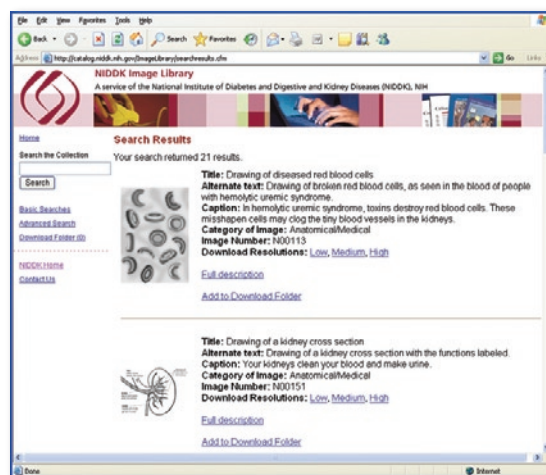 File Edit View Favorites Tools Help
Back Search Favorites
Address http://catalog.niddk.nih.gov/ImageLibrary/searchresults.cfm Go Links
NIDDK Image Library
A service of the National Institute of Diabetes and Digestive and Kidney Diseases (NIDDK), NIH
Home
Search the Collection
Search
Basic Searches
Advanced Search
Download Folder (0)
NIDDK Home
Contact Us
Search Results
Your search returned 21 results.
Title: Drawing of diseased red blood cells
Alternate text: Drawing of broken red blood cells, as seen in the blood of people
with hemolytic uremic syndrome.
Caption: In hemolytic uremic syndrome, toxins destroy red blood cells. These
misshapen cells may clog the tiny blood vessels in the kidneys.
Category of Image: Anatomical/Medical
Image Number: N00113
Download Resolutions: Low, Medium, High
Full description
Add to Download Folder
Title: Drawing of a kidney cross section
Alternate text: Drawing of a kidney cross section with the functions labeled.
Caption: Your kidneys clean your blood and make urine.
Category of Image: Anatomical/Medical
Image Number: N00151
Download Resolutions: Low, Medium, High
Full description
Add to Download Folder
Done Internet